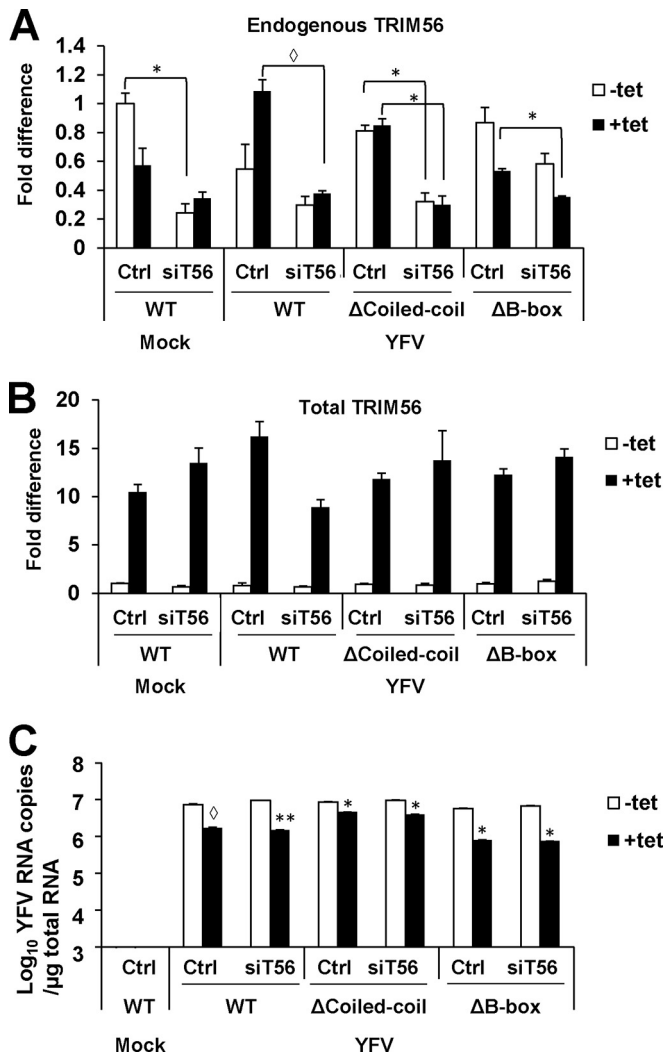 A
Endogenous TRIM56
Fold difference
1.4
1.2
1
0.8
0.6
0.4
0.2
0
*
◊
*
*
*
-tet
+tet
Ctrl siT56 Ctrl siT56 Ctrl siT56 Ctrl siT56
WT WT ΔCoiled-coil ΔB-box
Mock YFV
B
Total TRIM56
Fold difference
20
15
10
5
0
-tet
+tet
Ctrl siT56 Ctrl siT56 Ctrl siT56 Ctrl siT56
WT WT ΔCoiled-coil ΔB-box
Mock YFV
C
Log₁₀ YFV RNA copies
/µg total RNA
8
7
6
5
4
3
◊ ** * * * *
-tet
+tet
Ctrl Ctrl siT56 Ctrl siT56 Ctrl siT56
WT WT ΔCoiled-coil ΔB-box
Mock YFV